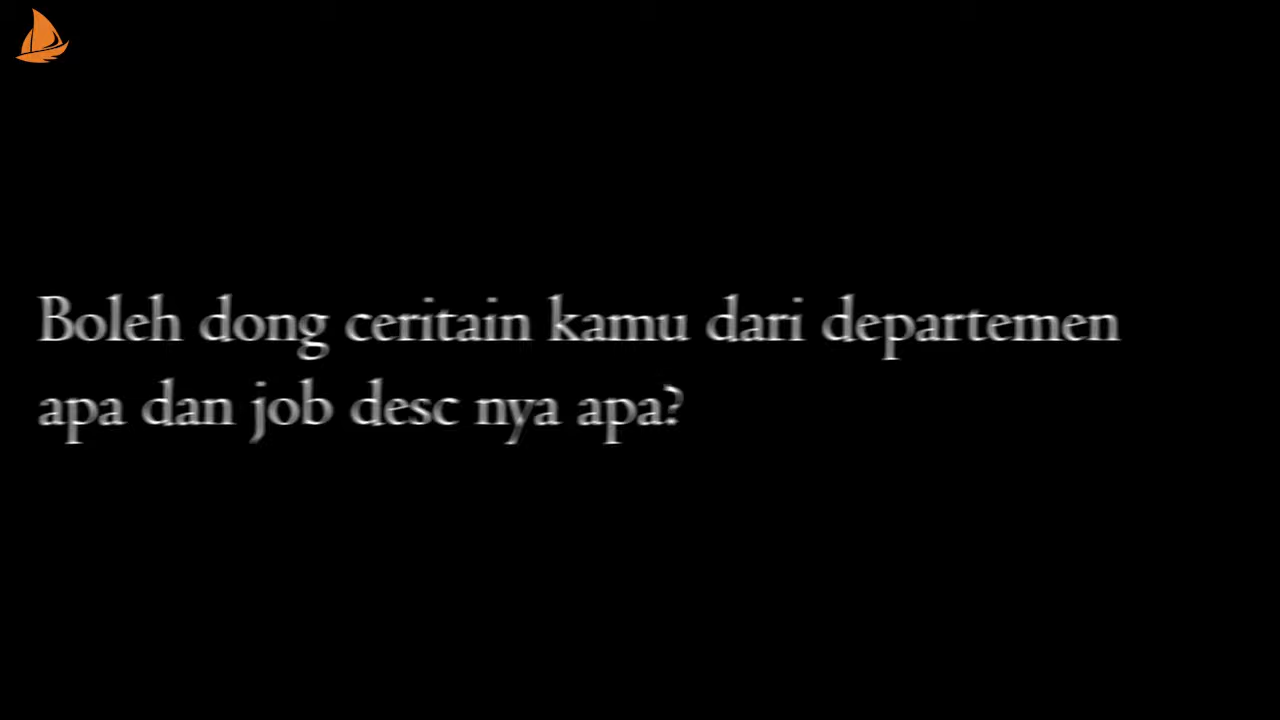 Boleh dong ceritain kamu dari departemen
apa dan job desc nya apa?